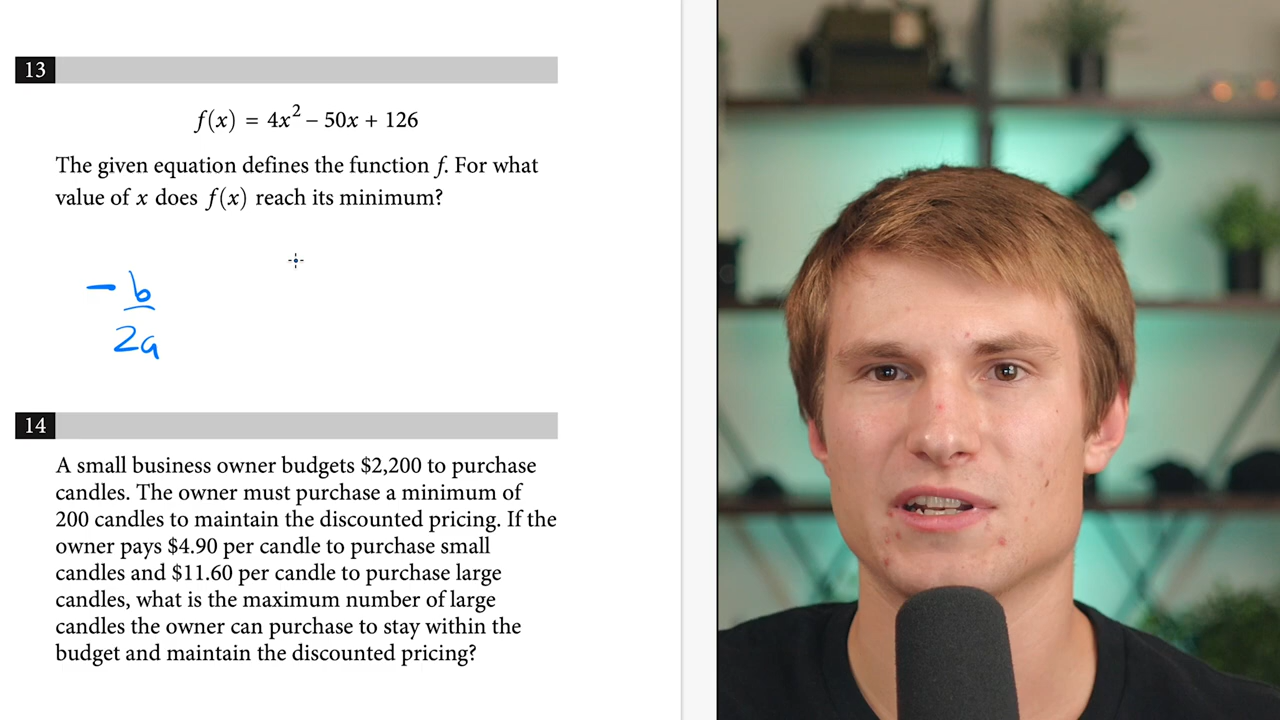 13
f(x) = 4x² – 50x + 126
The given equation defines the function f. For what
value of x does f(x) reach its minimum?
- b
2a
14
A small business owner budgets $2,200 to purchase
candles. The owner must purchase a minimum of
200 candles to maintain the discounted pricing. If the
owner pays $4.90 per candle to purchase small
candles and $11.60 per candle to purchase large
candles, what is the maximum number of large
candles the owner can purchase to stay within the
budget and maintain the discounted pricing?